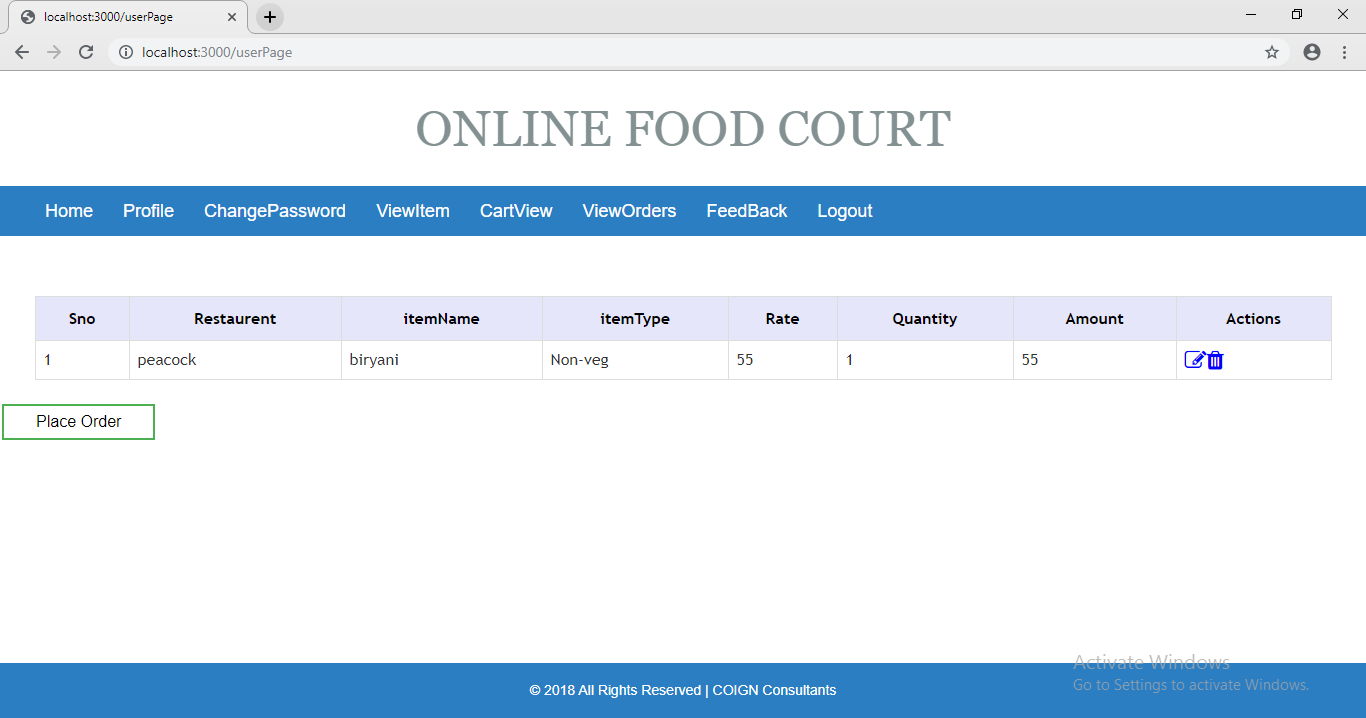 localhost:3000/userPage
localhost:3000/userPage
ONLINE FOOD COURT
Home Profile ChangePassword ViewItem CartView ViewOrders FeedBack Logout
Sno Restaurent itemName itemType Rate Quantity Amount Actions
1 peacock biryani Non-veg 55 1 55
Place Order
Activate Windows
Go to Settings to activate Windows.
© 2018 All Rights Reserved | COIGN Consultants